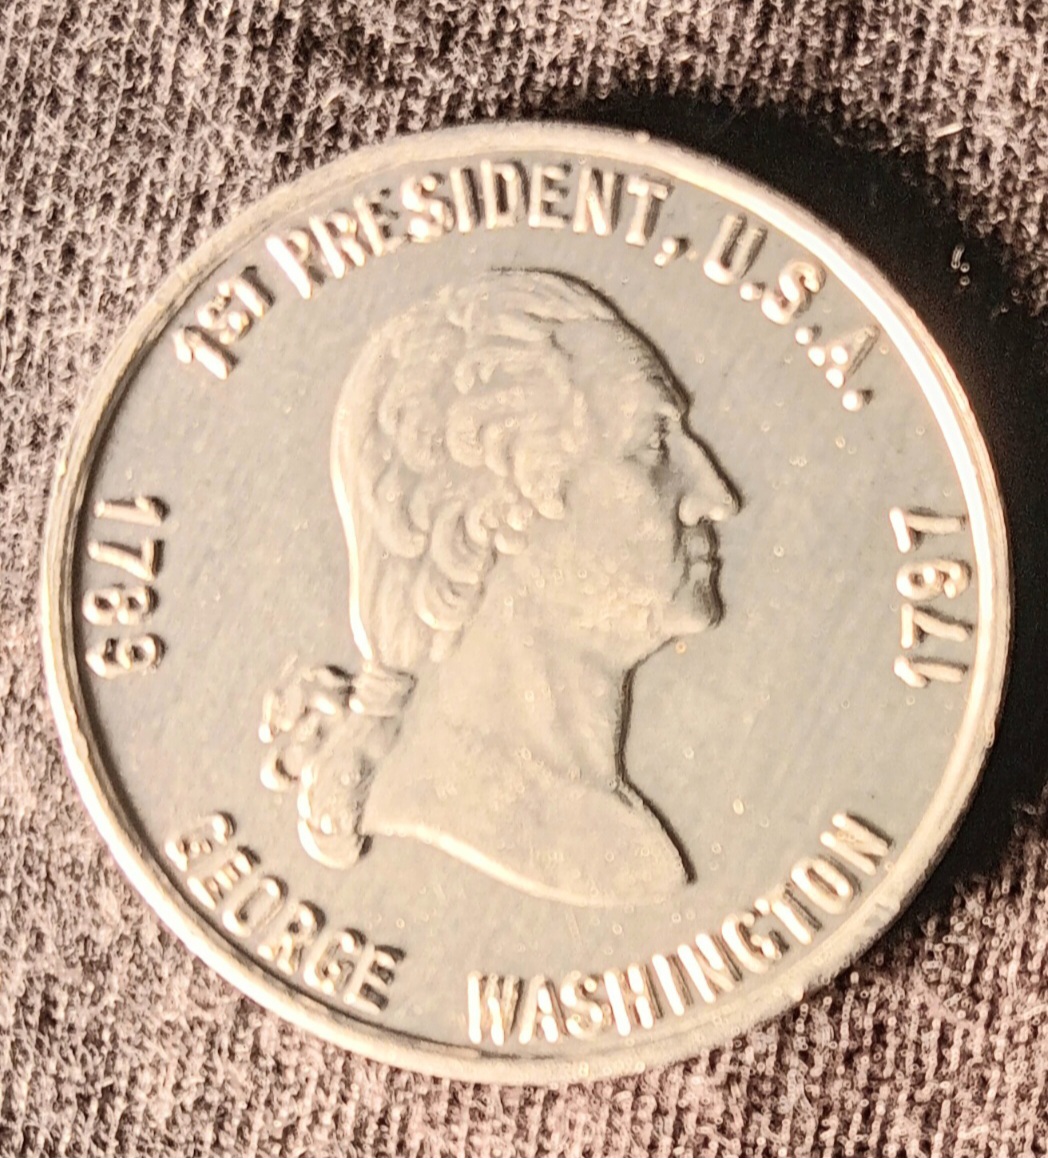 1ST PRESIDENT, U.S.A.
1789
1797
GEORGE WASHINGTON